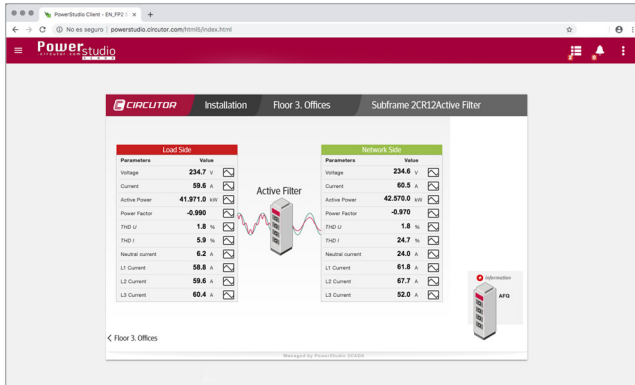 PowerStudio Client - EN_FP2 3
No es seguro | powerstudio.circutor.com/html5/index.html
Power studio
circutor.com
SCADA
CIRCUTOR Installation Floor 3. Offices Subframe 2CR12Active Filter
Load Side
Parameters Value
Voltage 234.7 V
Current 59.6 A
Active Power 41.971.0 kW
Power Factor -0.990
THD U 1.8 %
THD I 5.9 %
Neutral current 6.2 A
L1 Current 58.8 A
L2 Current 59.6 A
L3 Current 60.4 A
Active Filter
Network Side
Parameters Value
Voltage 234.6 V
Current 60.5 A
Active Power 42.570.0 kW
Power Factor -0.970
THD U 1.8 %
THD I 24.7 %
Neutral current 24.0 A
L1 Current 61.8 A
L2 Current 67.7 A
L3 Current 52.0 A
Information
AFQ
< Floor 3. Offices
Managed by PowerStudio SCADA